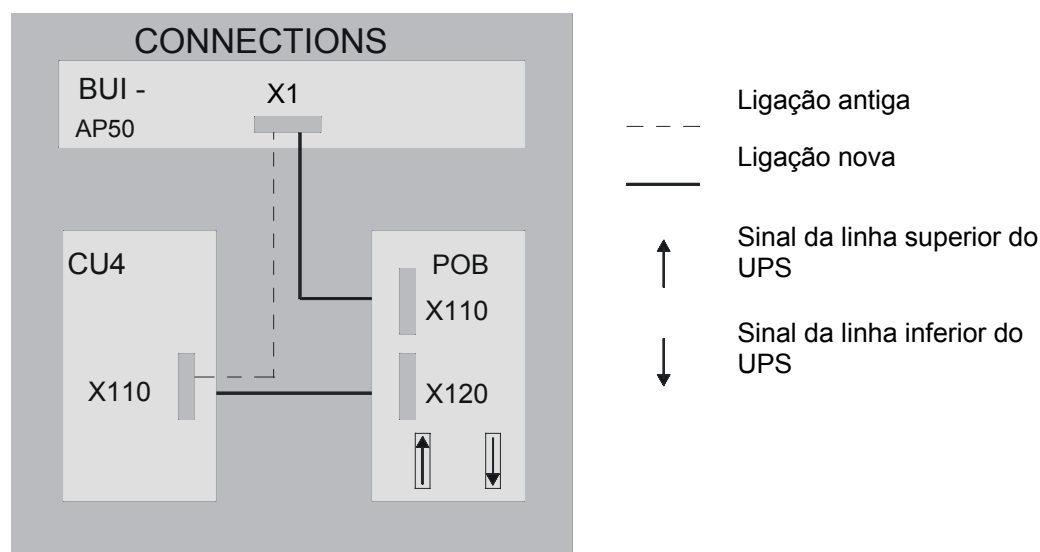 CONNECTIONS
BUI -
X1
AP50
CU4
X110
POB
X110
X120
Ligação antiga
Ligação nova
Sinal da linha superior do
UPS
Sinal da linha inferior do
UPS